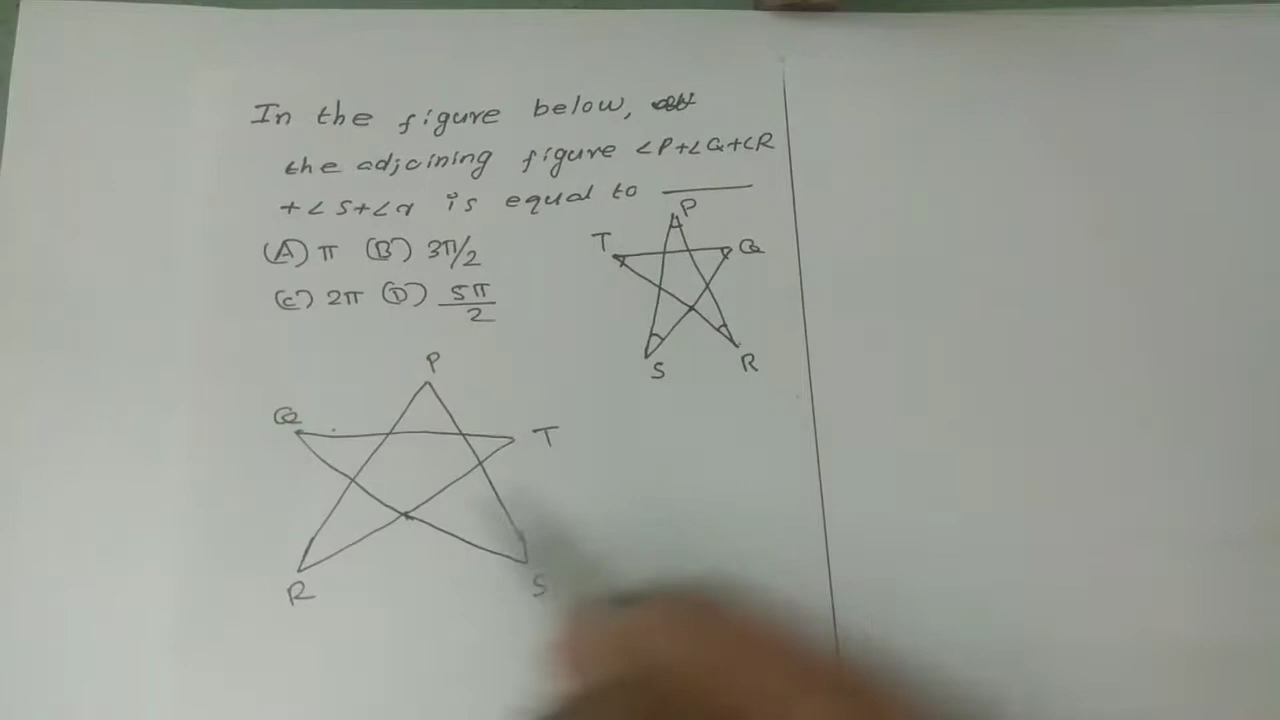 In the figure below,
the adjoining figure ∠P+∠Q+∠R
+∠S+∠T is equal to ______
(A) π (B) 3π/2
(C) 2π (D) 5π/2
P
T
Q
S
R
P
Q
T
R
S